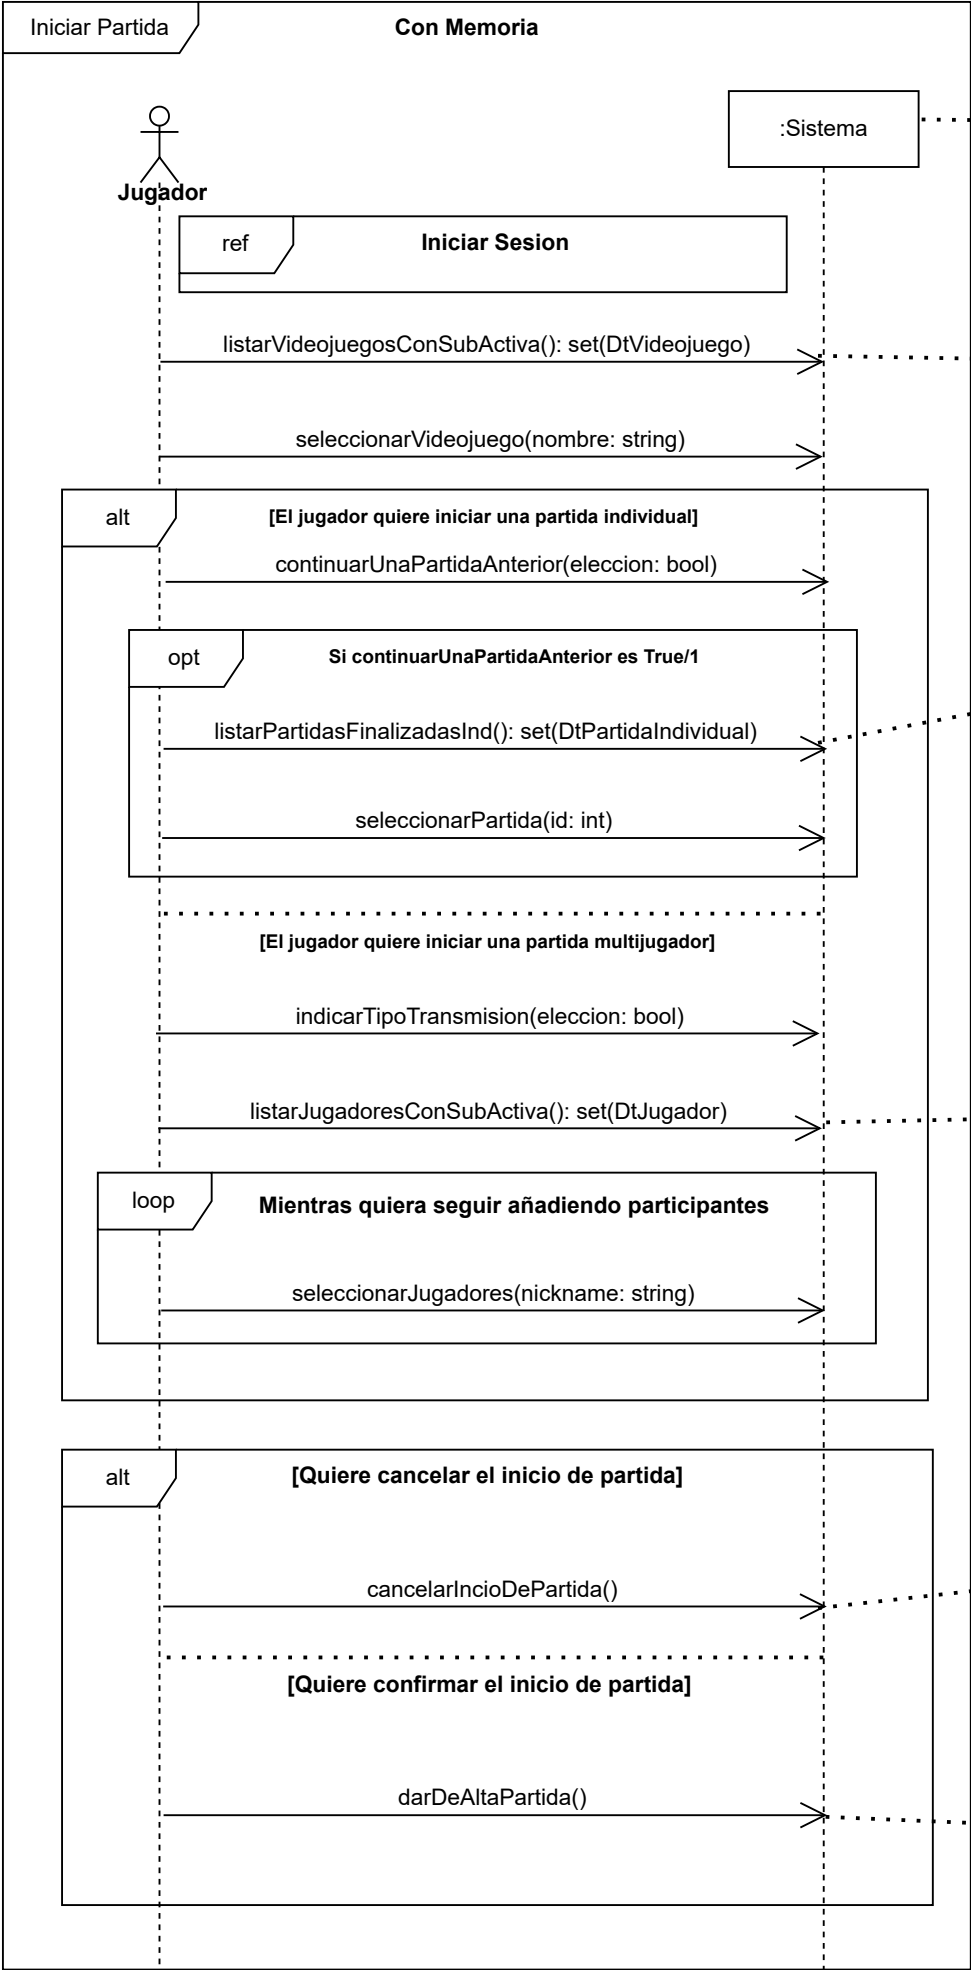 Iniciar Partida
Con Memoria
:Sistema
Jugador
ref
Iniciar Sesion
listarVideojuegosConSubActiva(): set(DtVideojuego)
seleccionarVideojuego(nombre: string)
alt
[El jugador quiere iniciar una partida individual]
continuarUnaPartidaAnterior(eleccion: bool)
opt
Si continuarUnaPartidaAnterior es True/1
listarPartidasFinalizadasInd(): set(DtPartidaIndividual)
seleccionarPartida(id: int)
[El jugador quiere iniciar una partida multijugador]
indicarTipoTransmision(eleccion: bool)
listarJugadoresConSubActiva(): set(DtJugador)
loop
Mientras quiera seguir añadiendo participantes
seleccionarJugadores(nickname: string)
alt
[Quiere cancelar el inicio de partida]
cancelarIncioDePartida()
[Quiere confirmar el inicio de partida]
darDeAltaPartida()